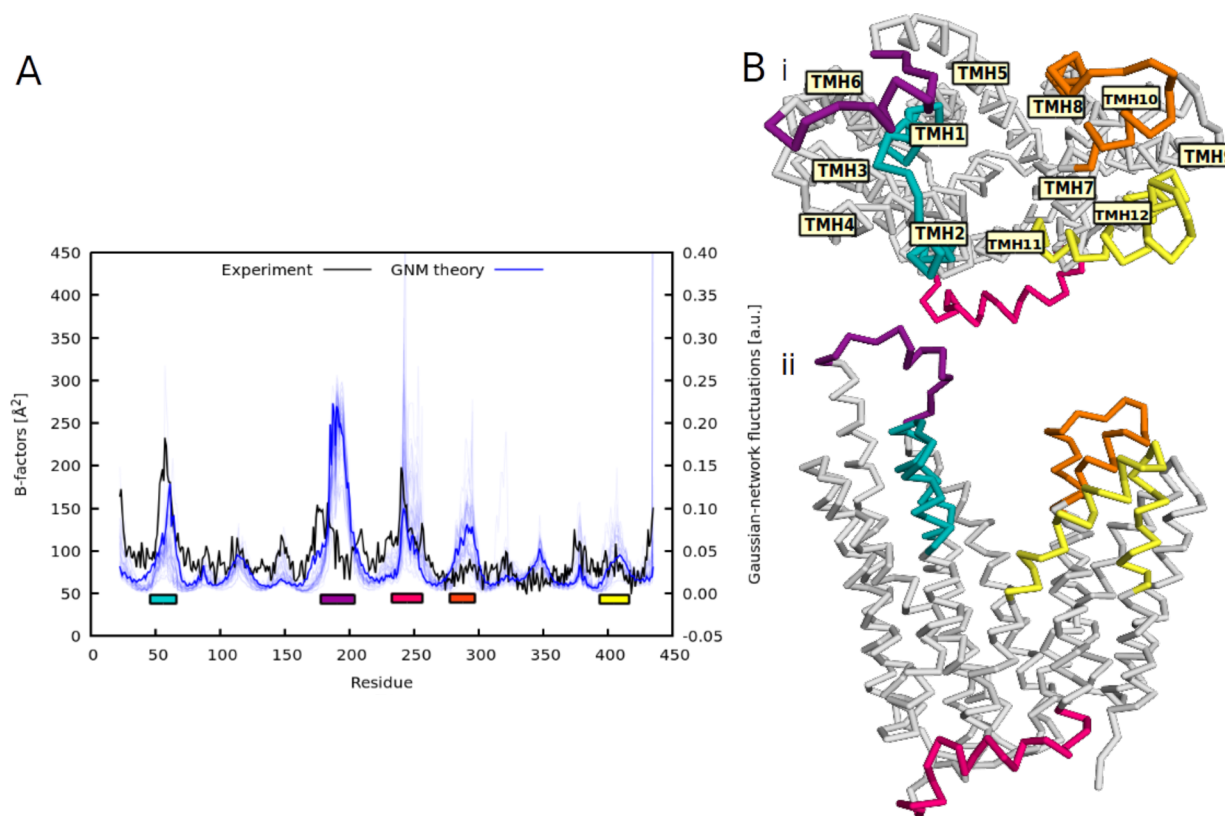 A
B
i
TMH5
TMH6
TMH8
TMH10
TMH1
TMH9
TMH3
TMH7
TMH4
TMH2
TMH12
TMH11
ii
Experiment
GNM theory
450
400
350
300
250
200
150
100
50
0
B-factors [Å²]
0.40
0.35
0.30
0.25
0.20
0.15
0.10
0.05
0.00
-0.05
Gaussian-network fluctuations [a.u.]
0 50 100 150 200 250 300 350 400 450
Residue